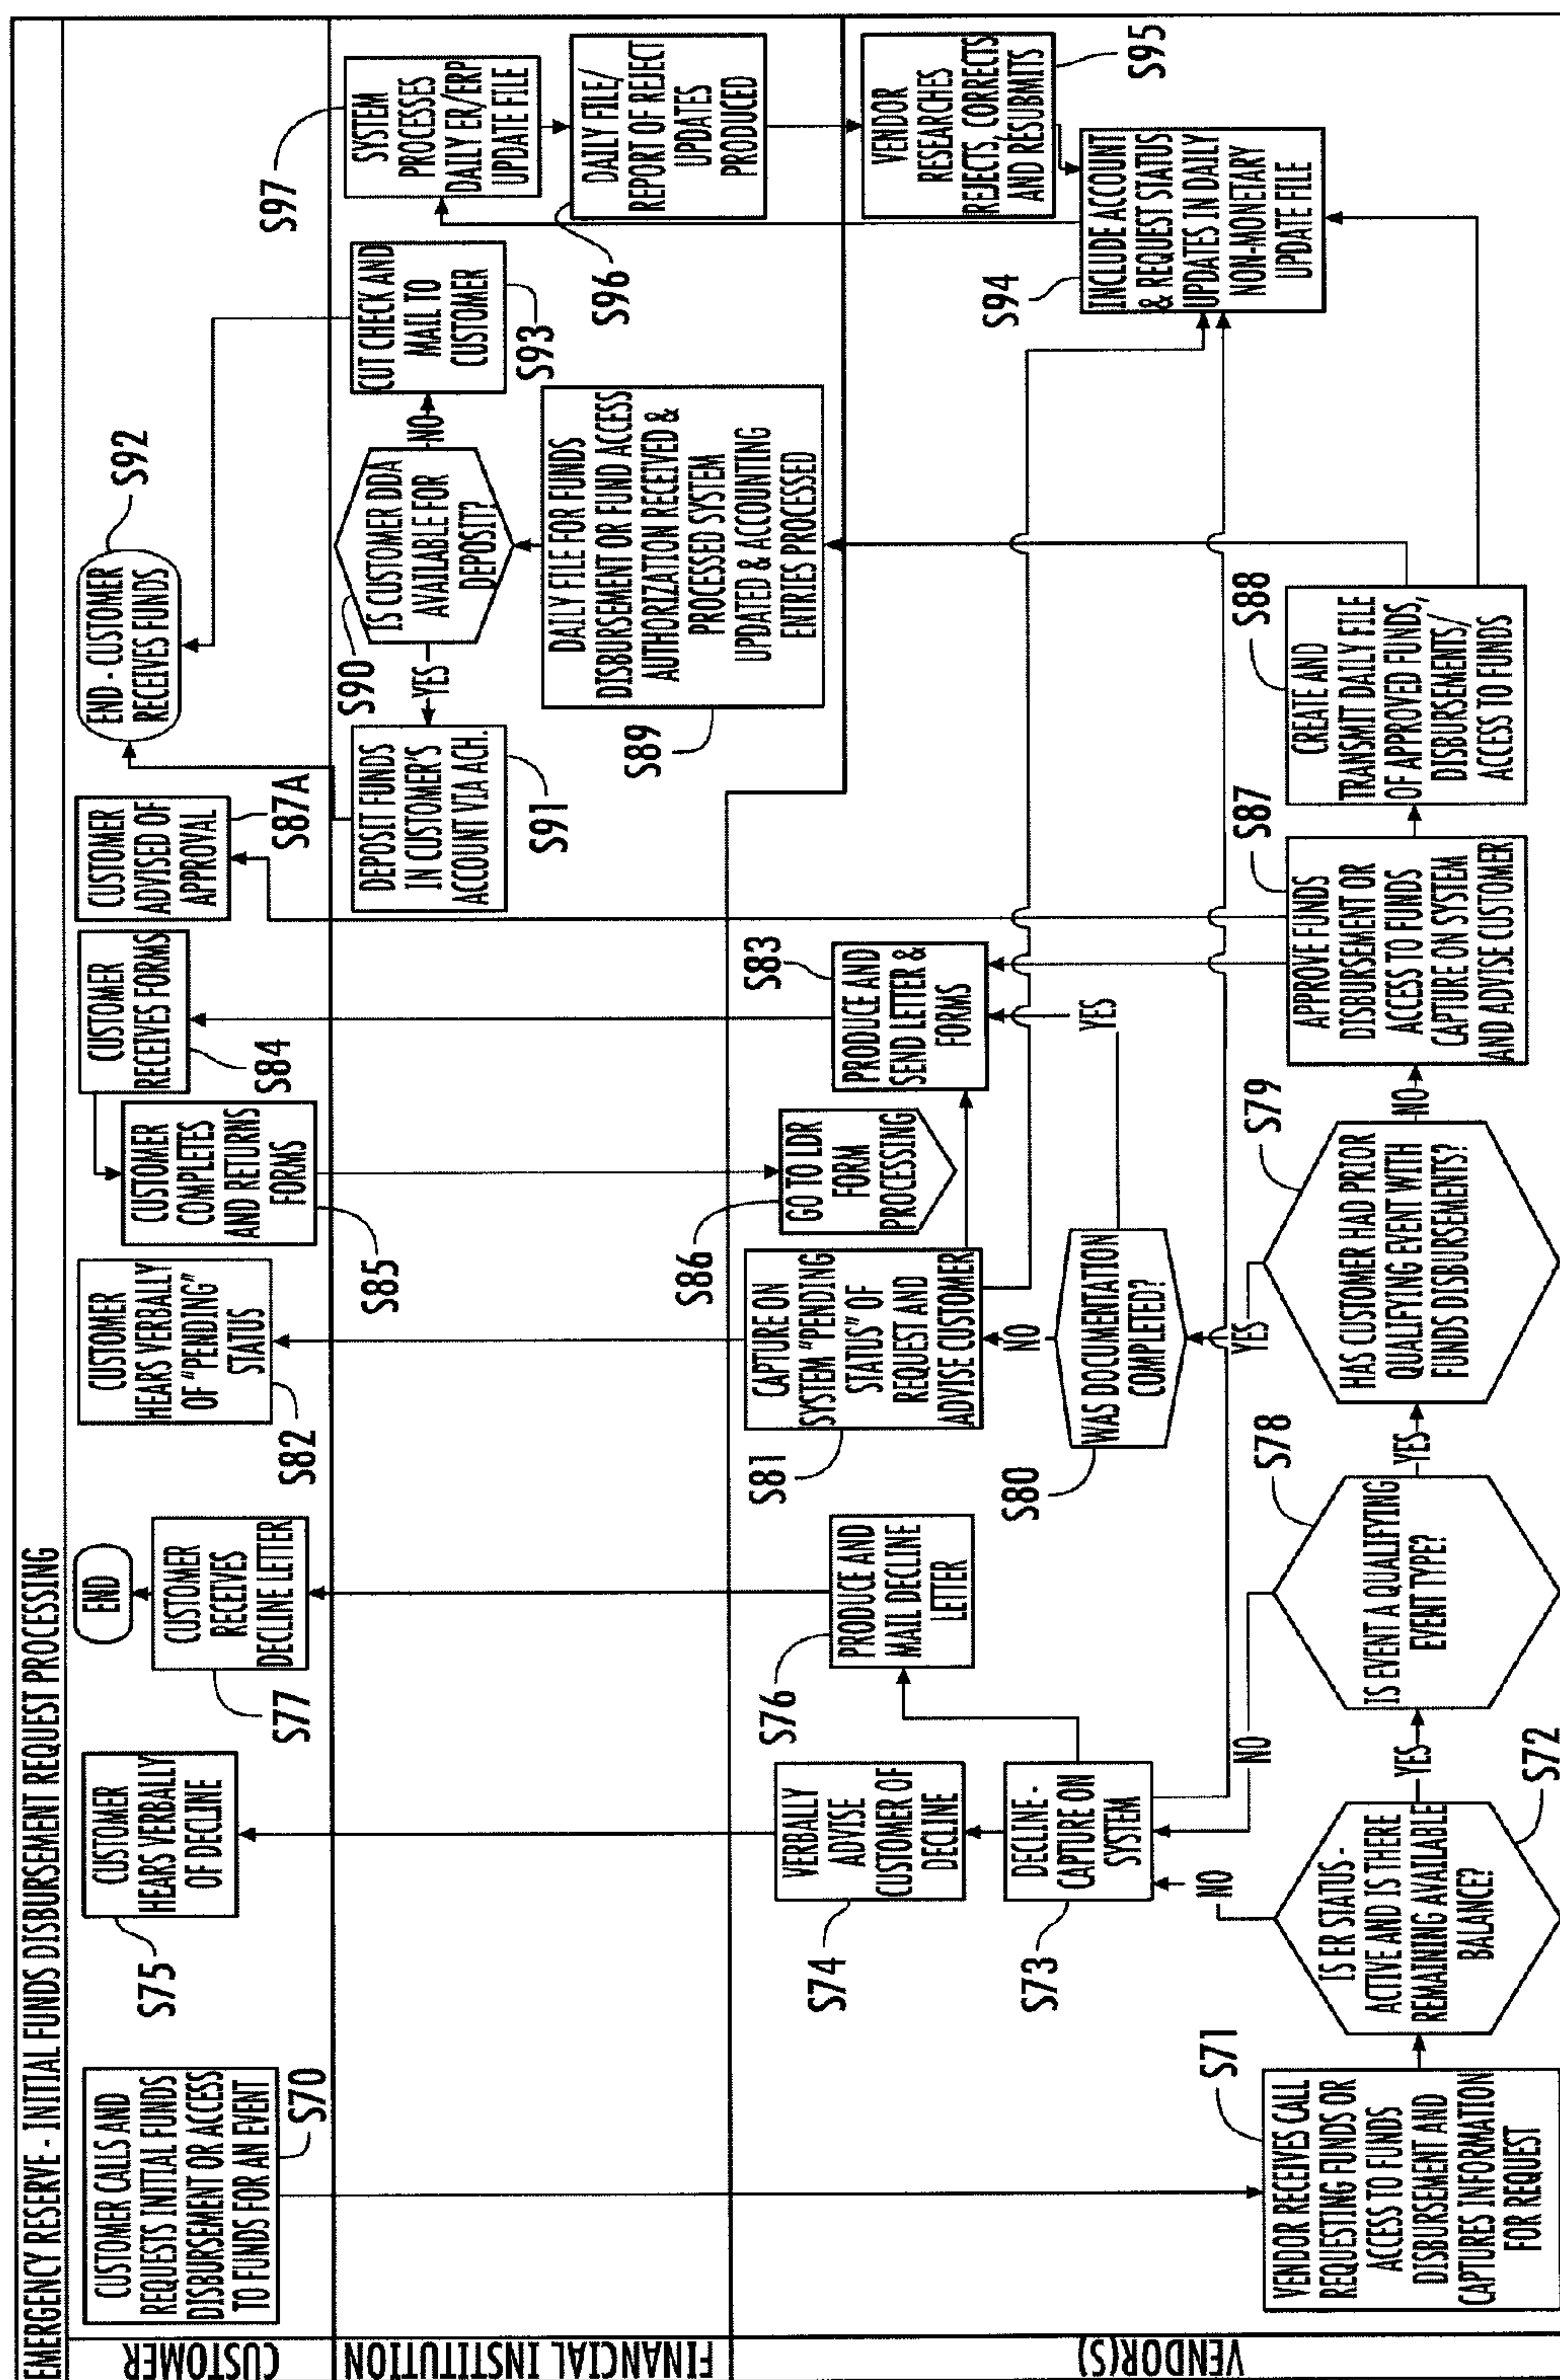 EMERGENCY RESERVE - INITIAL FUNDS DISBURSEMENT REQUEST PROCESSING
CUSTOMER
CUSTOMER CALLS AND
REQUESTS INITIAL FUNDS
DISBURSEMENT OR ACCESS
TO FUNDS FOR AN EVENT
S70
CUSTOMER
HEARS VERBALLY
OF DECLINE
S75
END
CUSTOMER
RECEIVES
DECLINE LETTER
S77
CUSTOMER
HEARS VERBALLY
OF "PENDING"
STATUS
S82
CUSTOMER
RECEIVES FORMS
S84
CUSTOMER
COMPLETES
AND RETURNS
FORMS
S85
CUSTOMER
ADVISED OF
APPROVAL
S87A
END - CUSTOMER
RECEIVES FUNDS
S92
FINANCIAL INSTITUTION
DEPOSIT FUNDS
IN CUSTOMER'S
ACCOUNT VIA ACH.
S91
YES
S90
IS CUSTOMER DDA
AVAILABLE FOR
DEPOSIT?
NO
CUT CHECK AND
MAIL TO
CUSTOMER
S93
S97
SYSTEM
PROCESSES
DAILY ER/ERP
UPDATE FILE
DAILY FILE FOR FUNDS
DISBURSEMENT OR FUND ACCESS
AUTHORIZATION RECEIVED &
PROCESSED SYSTEM
UPDATED & ACCOUNTING
ENTRIES PROCESSED
S89
S96
DAILY FILE/
REPORT OF REJECT
UPDATES
PRODUCED
VENDOR(S)
VERBALLY
ADVISE
CUSTOMER OF
DECLINE
S74
S76
PRODUCE AND
MAIL DECLINE
LETTER
CAPTURE ON
SYSTEM "PENDING
STATUS" OF
REQUEST AND
ADVISE CUSTOMER
S81
S86
GO TO LDR
FORM
PROCESSING
S83
PRODUCE AND
SEND LETTER &
FORMS
VENDOR
RESEARCHES
REJECTS, CORRECTS
AND RESUBMITS
S95
DECLINE -
CAPTURE ON
SYSTEM
S73
NO
WAS DOCUMENTATION
COMPLETED?
S80
YES
S94
INCLUDE ACCOUNT
& REQUEST STATUS
UPDATES IN DAILY
NON-MONETARY
UPDATE FILE
S71
VENDOR RECEIVES CALL
REQUESTING FUNDS OR
ACCESS TO FUNDS
DISBURSEMENT AND
CAPTURES INFORMATION
FOR REQUEST
NO
IS ER STATUS -
ACTIVE AND IS THERE
REMAINING AVAILABLE
BALANCE?
S72
YES
NO
IS EVENT A QUALIFYING
EVENT TYPE?
S78
YES
YES
HAS CUSTOMER HAD PRIOR
QUALIFYING EVENT WITH
FUNDS DISBURSEMENTS?
S79
NO
APPROVE FUNDS
DISBURSEMENT OR
ACCESS TO FUNDS
CAPTURE ON SYSTEM
AND ADVISE CUSTOMER
S87
CREATE AND
TRANSMIT DAILY FILE
OF APPROVED FUNDS,
DISBURSEMENTS/
ACCESS TO FUNDS
S88